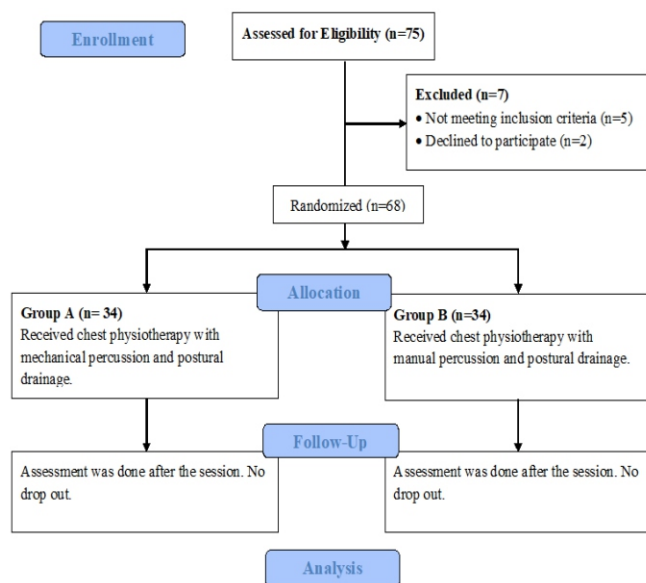 Enrollment
Assessed for Eligibility (n=75)
Excluded (n=7)
• Not meeting inclusion criteria (n=5)
• Declined to participate (n=2)
Randomized (n=68)
Allocation
Group A (n= 34)
Received chest physiotherapy with
mechanical percussion and postural
drainage.
Group B (n=34)
Received chest physiotherapy with
manual percussion and postural drainage.
Follow-Up
Assessment was done after the session. No
drop out.
Assessment was done after the session. No
drop out.
Analysis